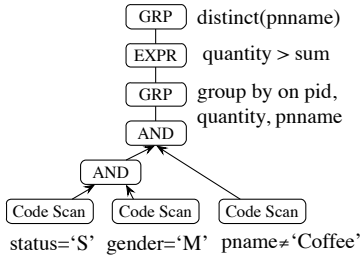 GRP distinct(pnname)
EXPR quantity > sum
GRP group by on pid,
quantity, pnname
AND
AND
Code Scan Code Scan Code Scan
status=‘S’ gender=‘M’ pname≠‘Coffee’